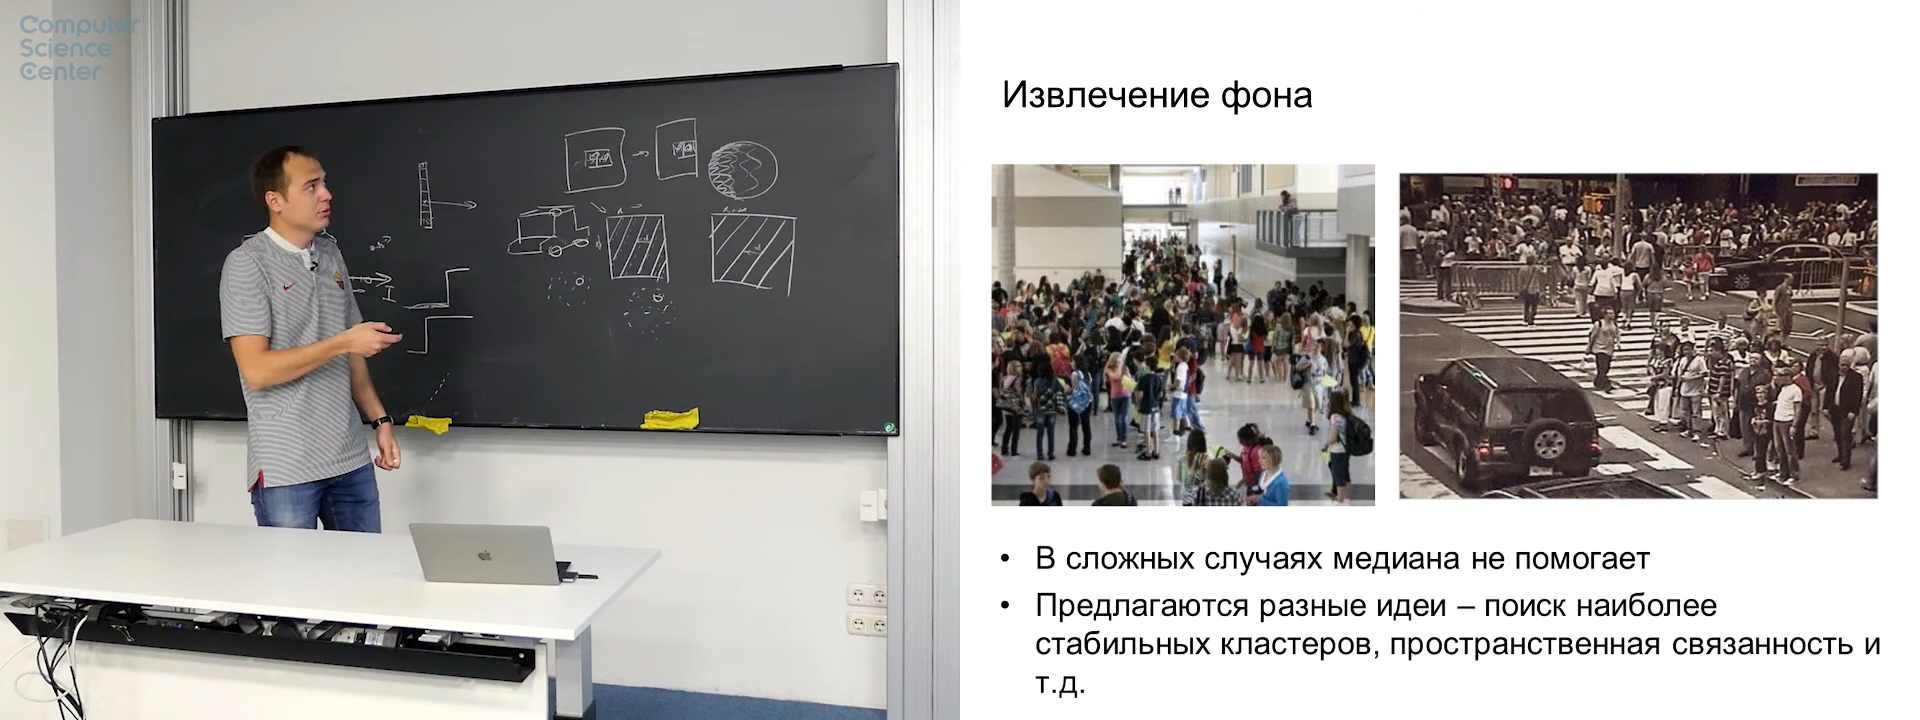 Computer
Science
Center
Извлечение фона
• В сложных случаях медиана не помогает
• Предлагаются разные идеи – поиск наиболее
стабильных кластеров, пространственная связанность и
т.д.